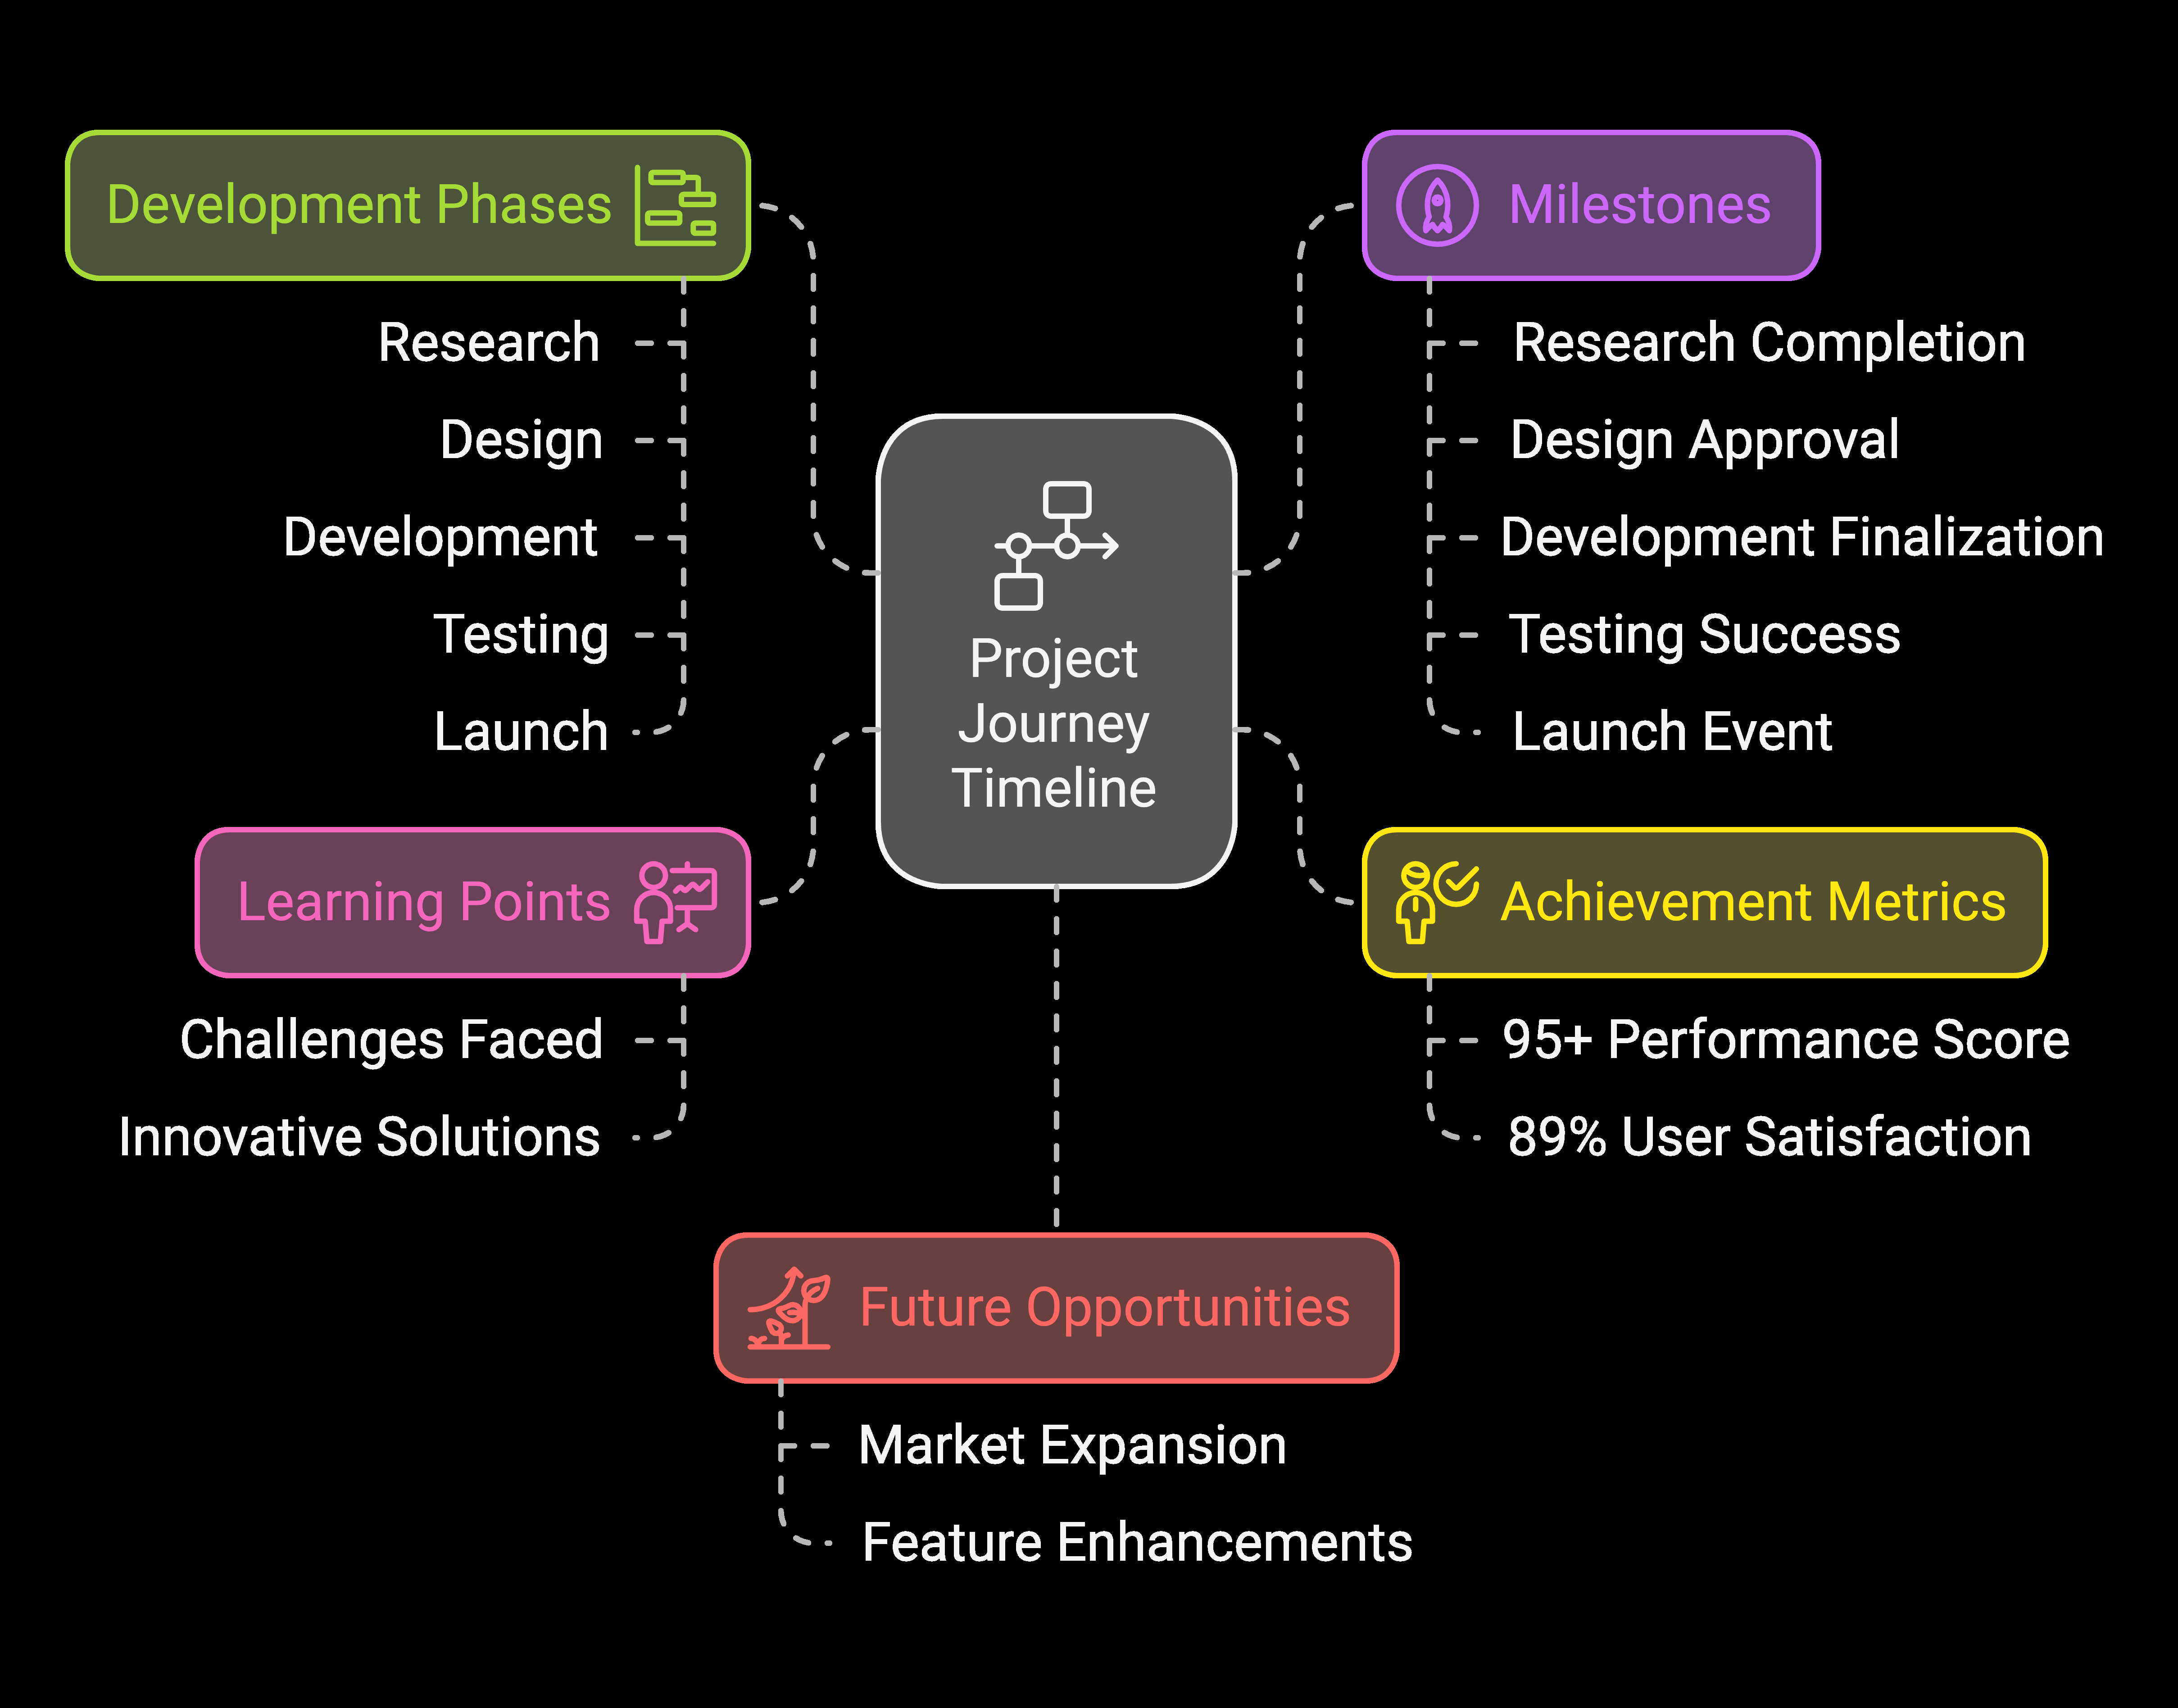 Development Phases
Research
Design
Development
Testing
Launch
Milestones
Research Completion
Design Approval
Development Finalization
Testing Success
Launch Event
Project
Journey
Timeline
Learning Points
Challenges Faced
Innovative Solutions
Achievement Metrics
95+ Performance Score
89% User Satisfaction
Future Opportunities
Market Expansion
Feature Enhancements